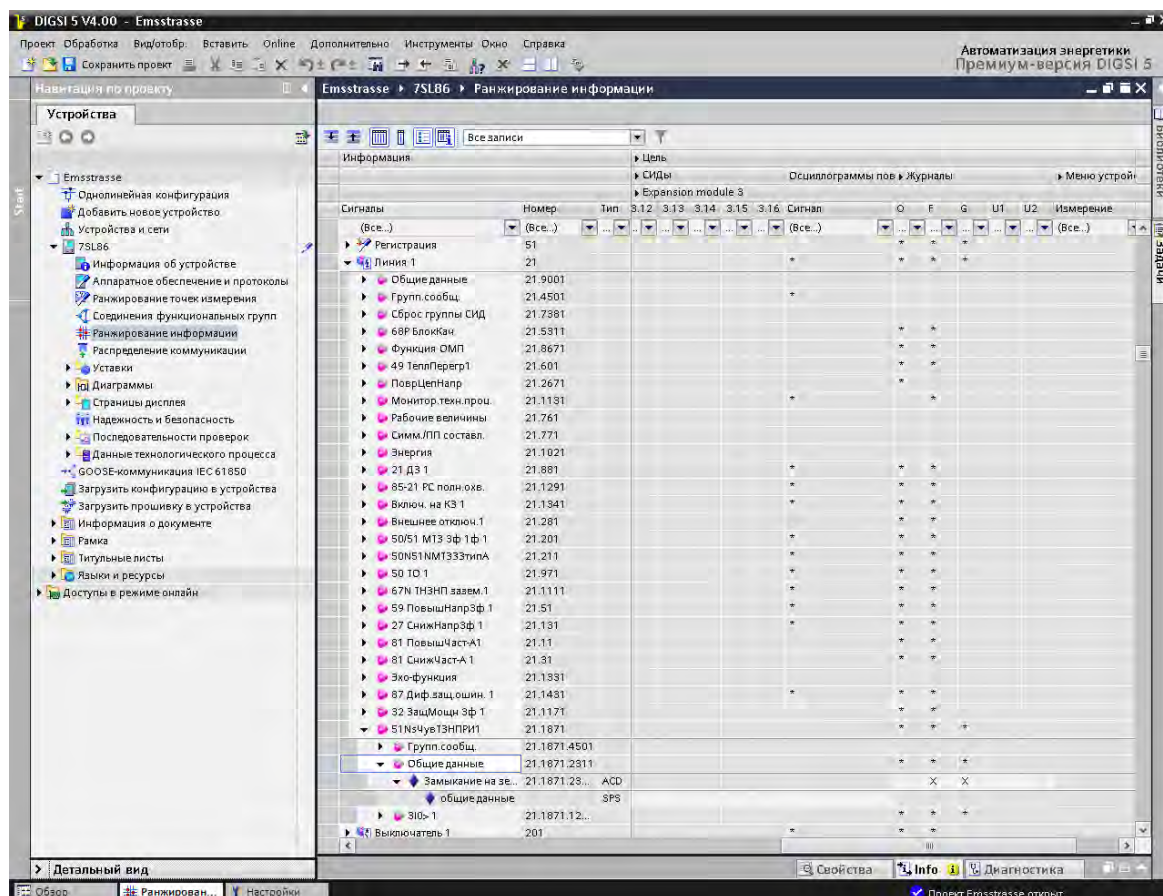 DIGSI 5 V4.00 - Emsstrasse
Проект Обработка Вид/отобр. Вставить Online Дополнительно Инструменты Окно Справка
Автоматизация энергетики
Сохранить проект
Премиум-версия DIGSI 5
Навигация по проекту
Emsstrasse 7SL86 Ранжирование информации
Устройства
Все записи
Start
Информация Цель
СИДы Осциллограммы пов Журналы Меню устрой
Expansion module 3
Сигналы Номер Тип 3.12 3.13 3.14 3.15 3.16 Сигнал O F G U1 U2 Измерение
(Все...) (Все...) ... (Все...) ... (Все...)
Emsstrasse
Однолинейная конфигурация
Добавить новое устройство
Устройства и сети
7SL86
Информация об устройстве
Аппаратное обеспечение и протоколы
Ранжирование точек измерения
Соединения функциональных групп
Ранжирование информации
Распределение коммуникации
Уставки
Диаграммы
Страницы дисплея
Надежность и безопасность
Последовательности проверок
Данные технологического процесса
GOOSE-коммуникация IEC 61850
Загрузить конфигурацию в устройства
Загрузить прошивку в устройства
Информация о документе
Рамка
Титульные листы
Языки и ресурсы
Доступы в режиме онлайн
Регистрация 51 * * *
Линия 1 21 * * * *
Общие данные 21.9001
Групп.сообщ. 21.4501 *
Сброс группы СИД 21.7381
68Р БлокКач. 21.5311 * *
Функция ОМП 21.8671 * *
49 ТеплПерегр1 21.601 * *
ПоврЦепНапр 21.2671 *
Монитор.техн.проц. 21.1131 * *
Рабочие величины 21.761
Симм./ПП составл. 21.771
Энергия 21.1021
21 ДЗ 1 21.881 * * *
85-21 РС полн.охв. 21.1291 * * *
Включ. на КЗ 1 21.1341 * * *
Внешнее отключ.1 21.281 * *
50/51 МТЗ 3ф 1ф 1 21.201 * * *
50N51NМТЗЗЗтипА 21.211 * * *
50 ТО 1 21.971 * * *
67N ТНЗНП зазем.1 21.1111 * * *
59 ПовышНапр3ф 1 21.51 * * *
27 СнижНапр3ф 1 21.131 * * *
81 ПовышЧаст-А1 21.11 * *
81 СнижЧаст-А 1 21.31 * *
Эхо-функция 21.1331
87 Диф.защ.ошин. 1 21.1431 * * *
32 ЗащМощн 3ф 1 21.1171 * *
51NsЧувТЗНПРИ1 21.1871 * * *
Групп.сообщ. 21.1871.4501
Общие данные 21.1871.2311 * * *
Замыкание на зе... 21.1871.23... ACD X X
общие данные SPS
3I0> 1 21.1871.12... * * *
Выключатель 1 201 * * *
Библиотеки
Задачи
Детальный вид
Свойства Info Диагностика
Обзор Ранжирован... Настройки
Проект Emsstrasse открыт.